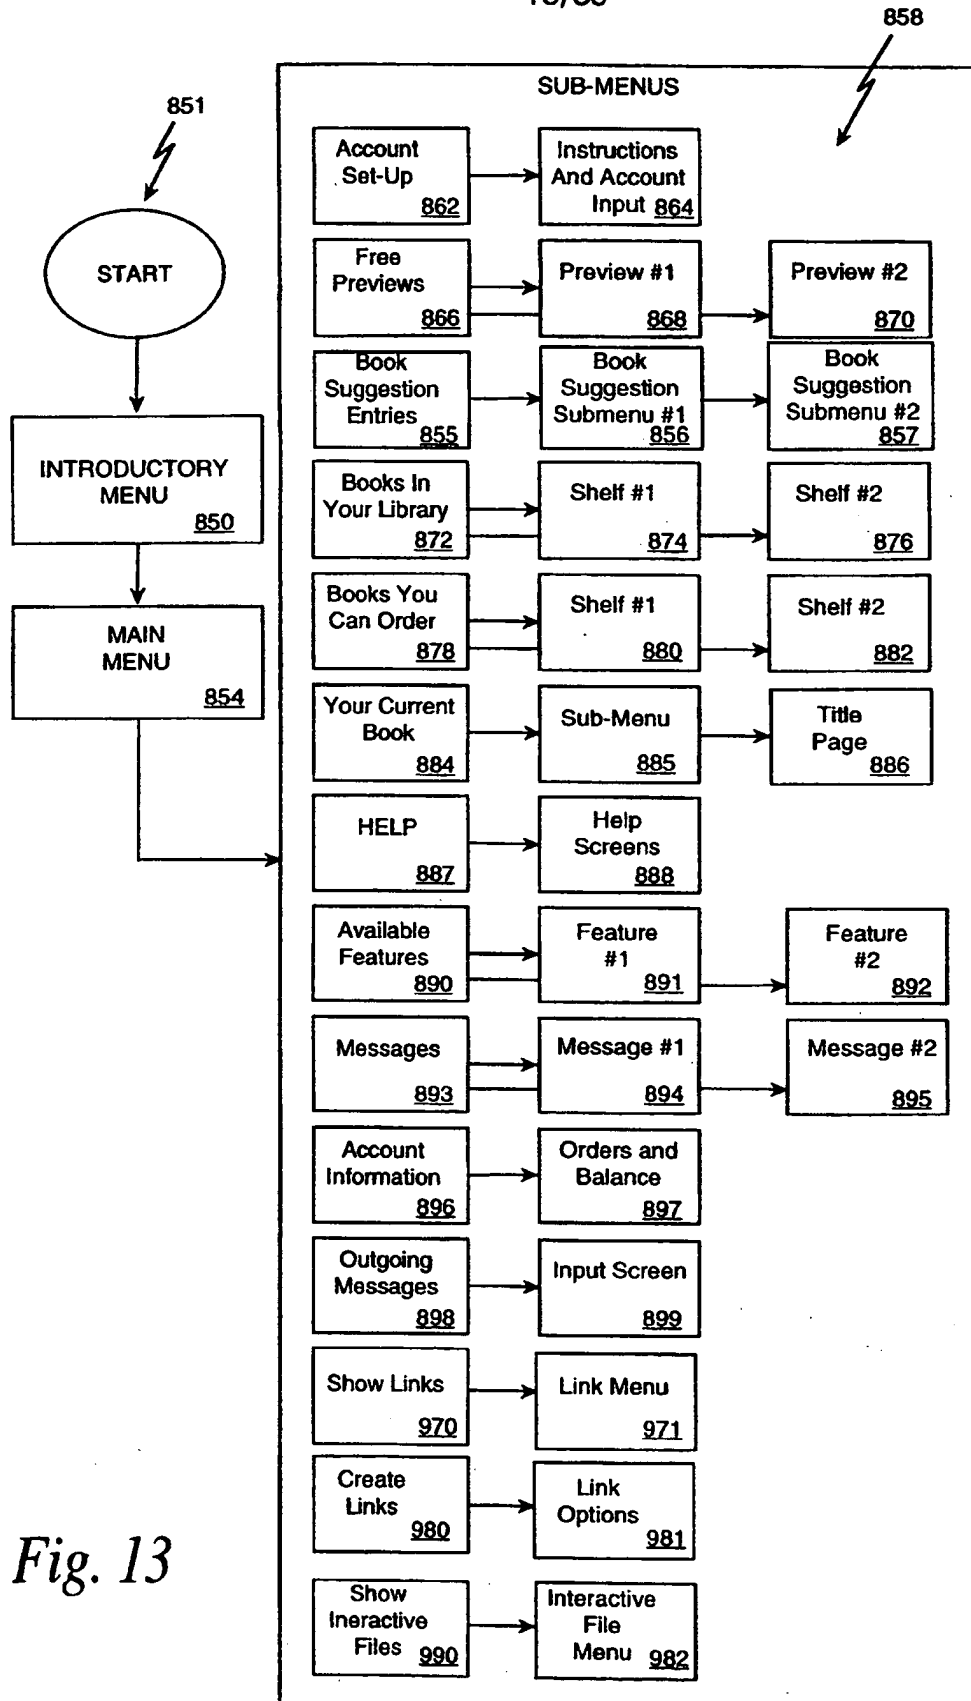 858
SUB-MENUS
851
START
INTRODUCTORY
MENU
850
MAIN
MENU
854
Account
Set-Up
862
Instructions
And Account
Input 864
Free
Previews
866
Preview #1
868
Preview #2
870
Book
Suggestion
Entries
855
Book
Suggestion
Submenu #1
856
Book
Suggestion
Submenu #2
857
Books In
Your Library
872
Shelf #1
874
Shelf #2
876
Books You
Can Order
878
Shelf #1
880
Shelf #2
882
Your Current
Book
884
Sub-Menu
885
Title
Page
886
HELP
887
Help
Screens
888
Available
Features
890
Feature
#1
891
Feature
#2
892
Messages
893
Message #1
894
Message #2
895
Account
Information
896
Orders and
Balance
897
Outgoing
Messages
898
Input Screen
899
Show Links
970
Link Menu
971
Create
Links
980
Link
Options
981
Show
Ineractive
Files 990
Interactive
File
Menu 982
Fig. 13